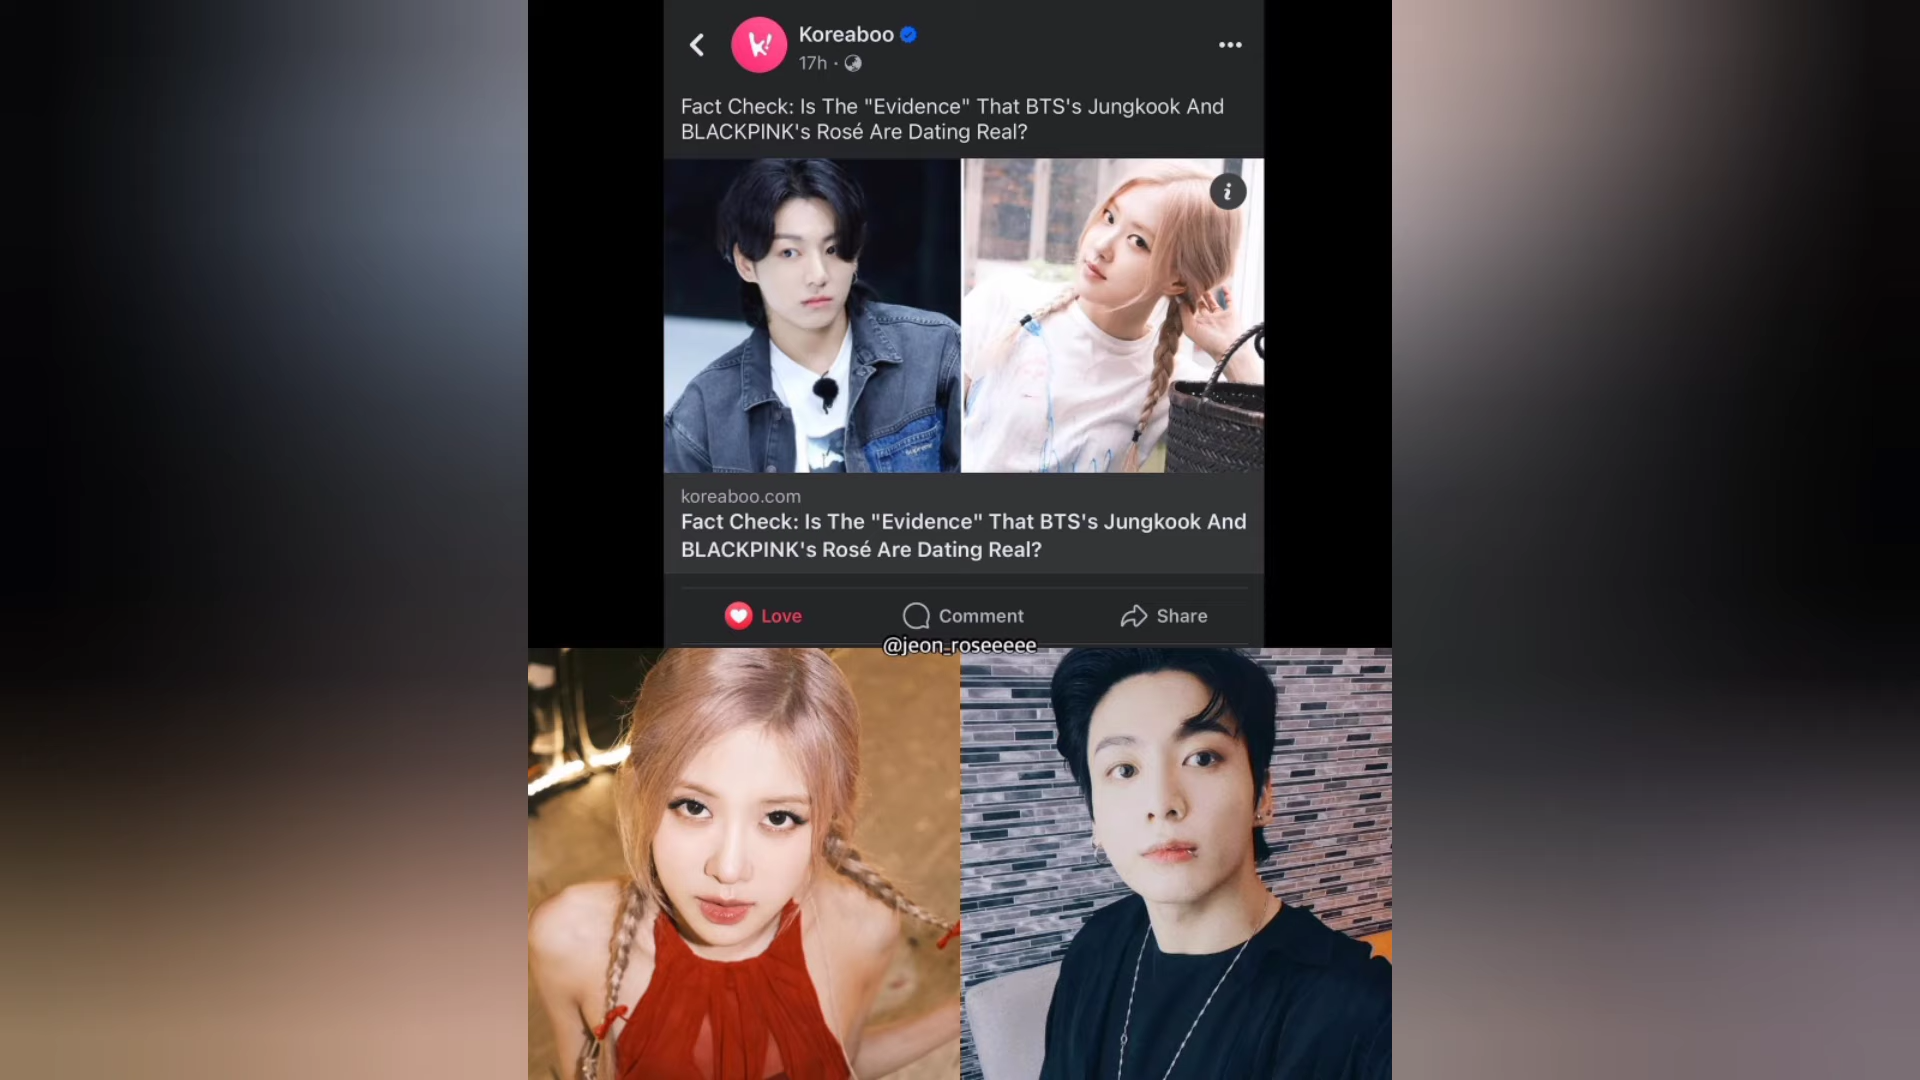 Koreaboo
17h ·
Fact Check: Is The "Evidence" That BTS's Jungkook And
BLACKPINK's Rosé Are Dating Real?
koreaboo.com
Fact Check: Is The "Evidence" That BTS's Jungkook And
BLACKPINK's Rosé Are Dating Real?
Love
Comment
Share
@jeon_roseeeee